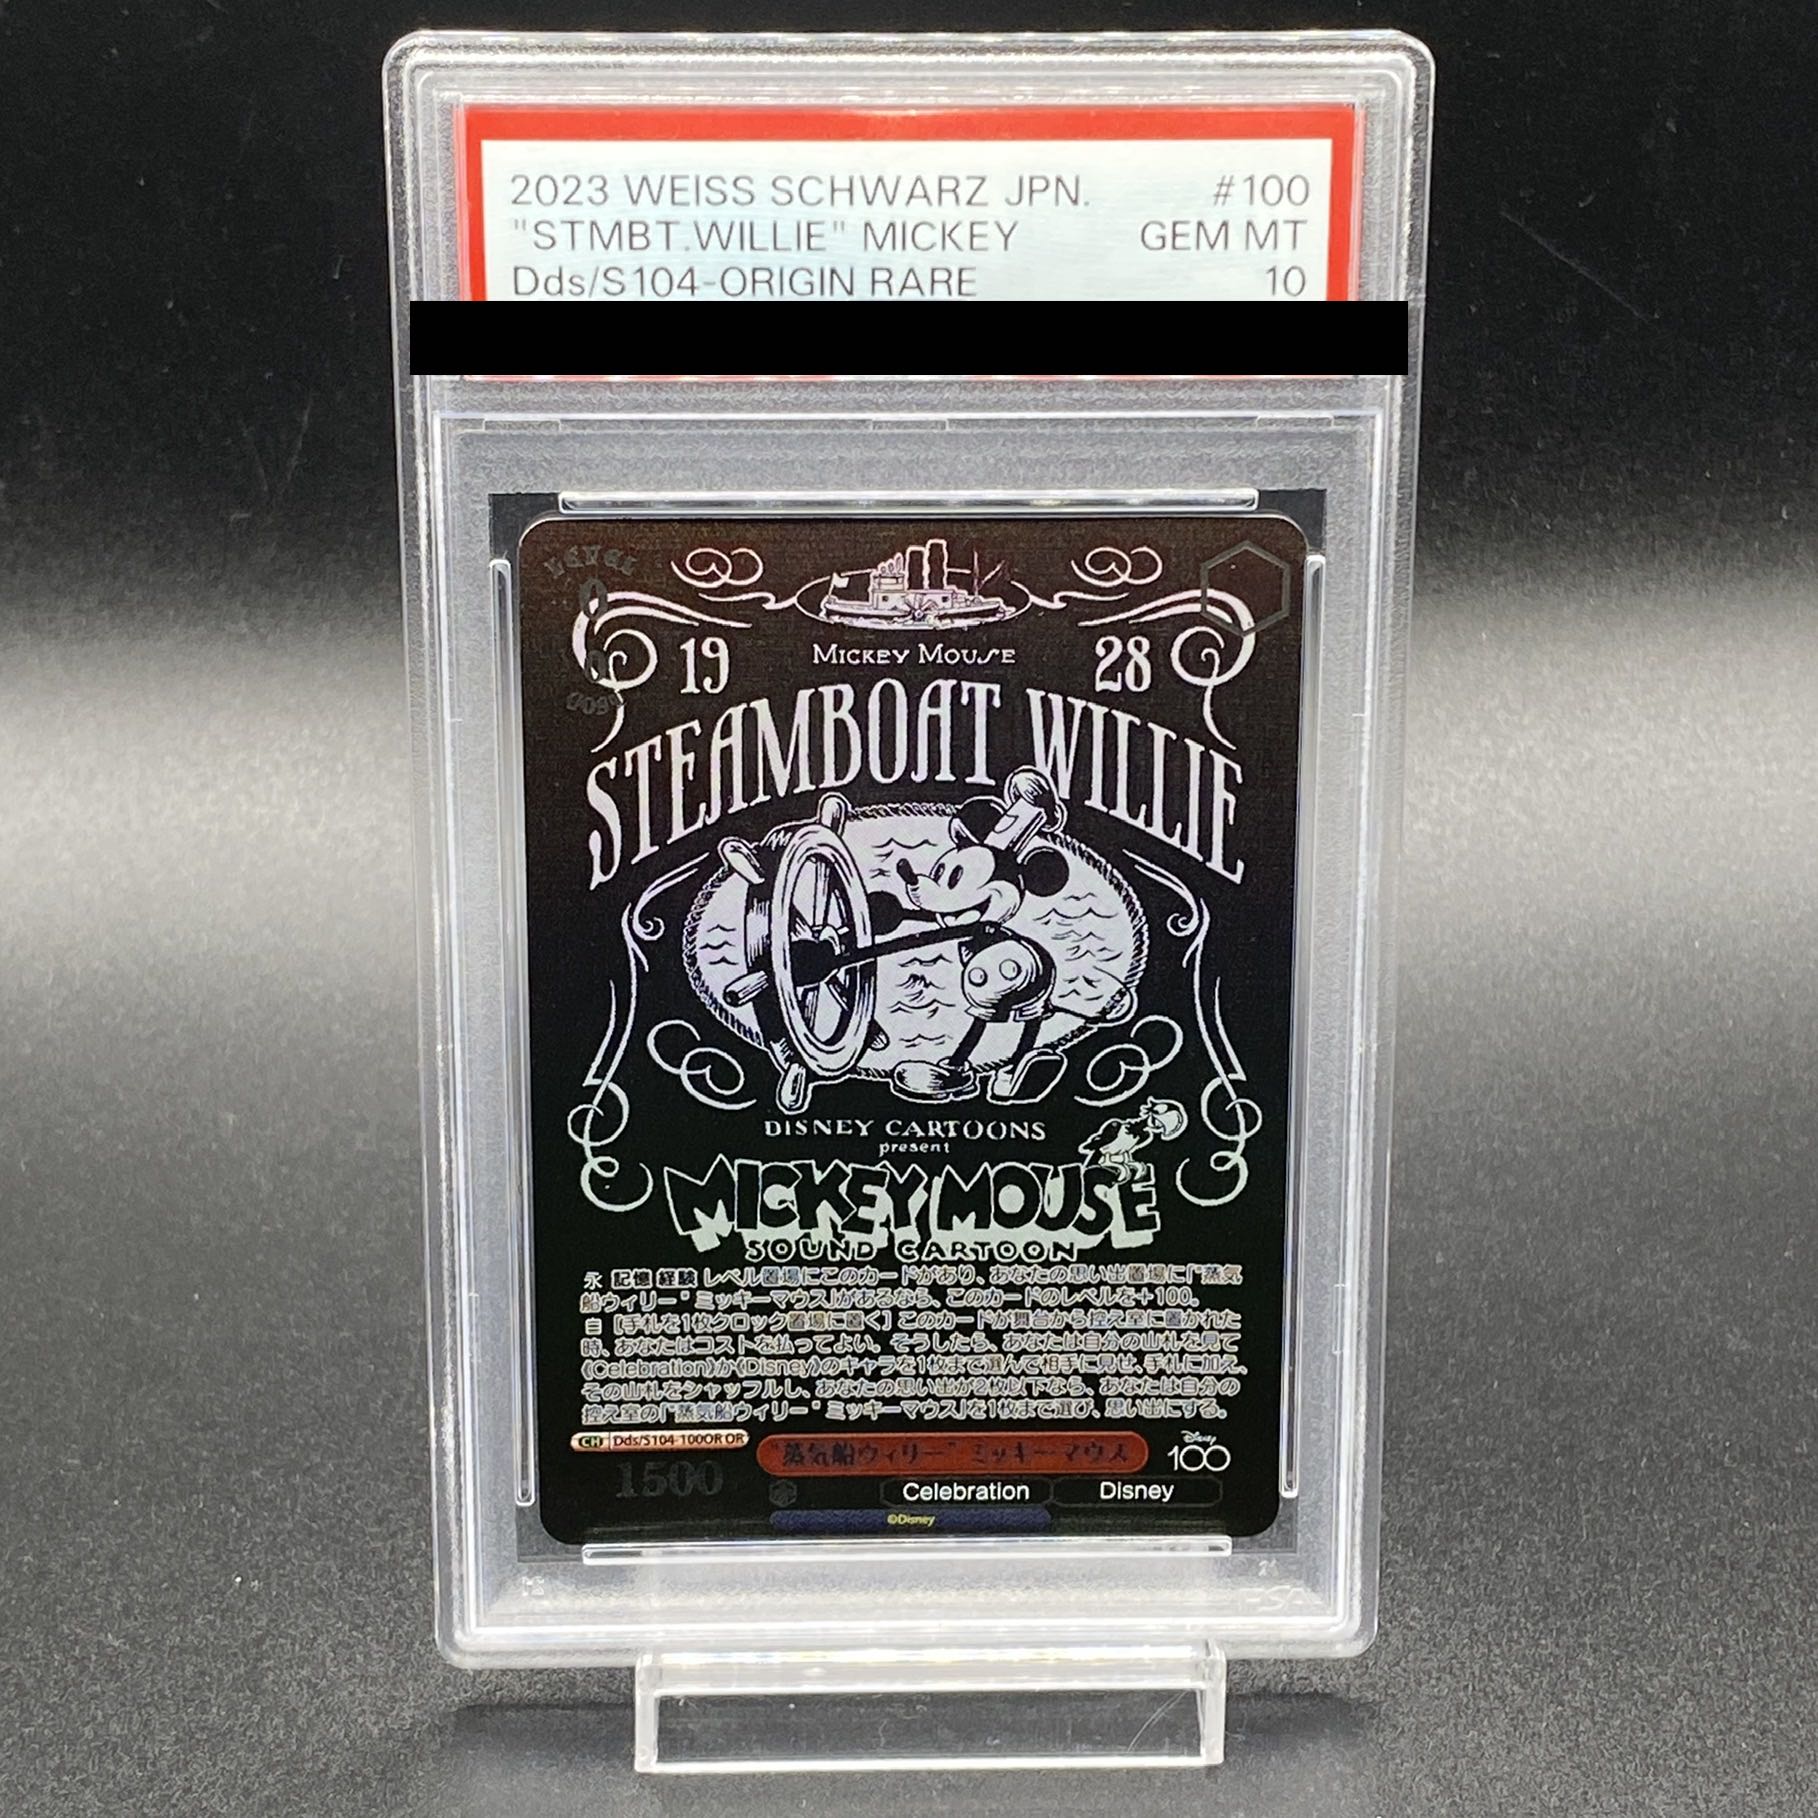 2023 WEISS SCHWARZ JPN. #100
"STMBT.WILLIE" MICKEY GEM MT
Dds/S104-ORIGIN RARE 10
LEVEL
0
0
COST
19 MICKEY MOUSE 28
STEAMBOAT WILLIE
DISNEY CARTOONS
present
MICKEY MOUSE
SOUND CARTOON
永 記憶 経験 レベル置場にこのカードがあり、あなたの思い出置場に「"蒸気
船ウィリー" ミッキーマウス」があるなら、このカードのレベルを+100。
自 [手札を1枚クロック置場に置く] このカードが舞台から控え室に置かれた
時、あなたはコストを払ってよい。そうしたら、あなたは自分の山札を見て
《Celebration》か《Disney》のキャラを1枚まで選んで相手に見せ、手札に加え、
その山札をシャッフルし、あなたの思い出が2枚以下なら、あなたは自分の
控え室の「"蒸気船ウィリー" ミッキーマウス」を1枚まで選び、思い出にする。
CH Dds/S104-100OR OR "蒸気船ウィリー" ミッキーマウス Disney 100
1500 Celebration Disney
©Disney